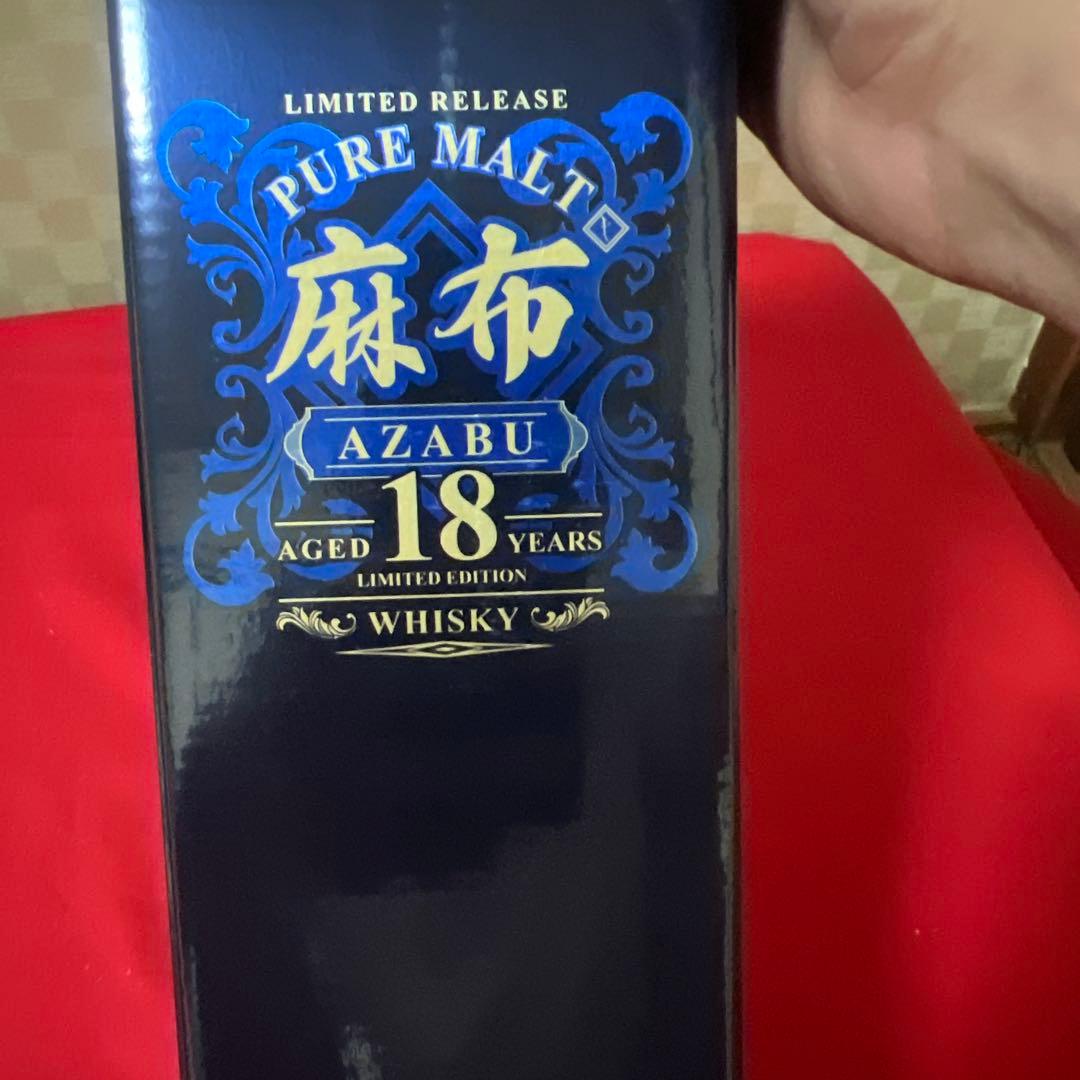 LIMITED RELEASE
PURE MALT
麻布
AZABU
AGED 18 YEARS
LIMITED EDITION
WHISKY